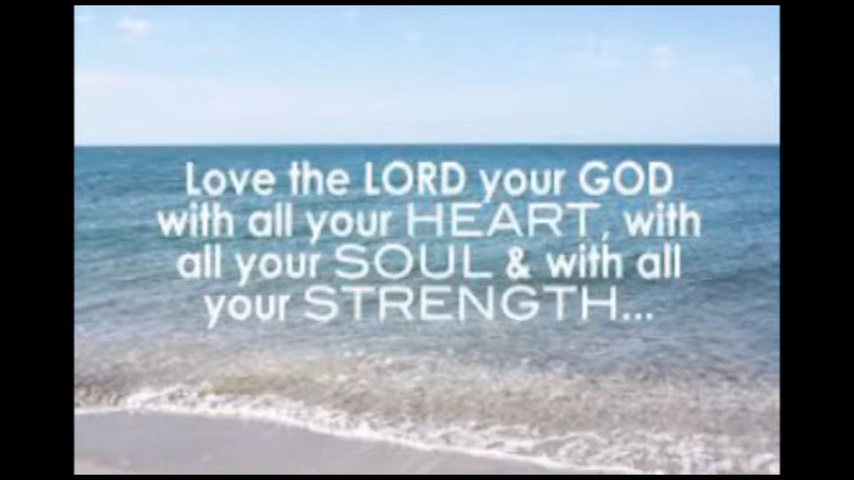 Love the LORD your GOD
with all your HEART, with
all your SOUL & with all
your STRENGTH...